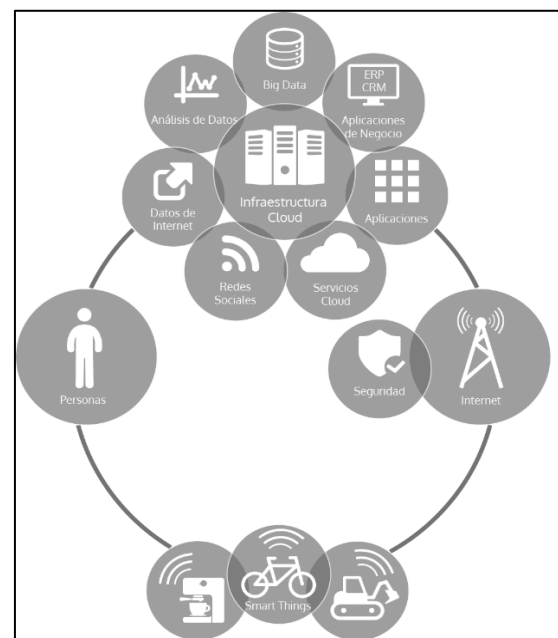 Big Data
ERP
CRM
Análisis de Datos
Aplicaciones
de Negocio
Infraestructura
Cloud
Datos de
Internet
Aplicaciones
Redes
Sociales
Servicios
Cloud
Personas
Seguridad
Internet
Smart Things